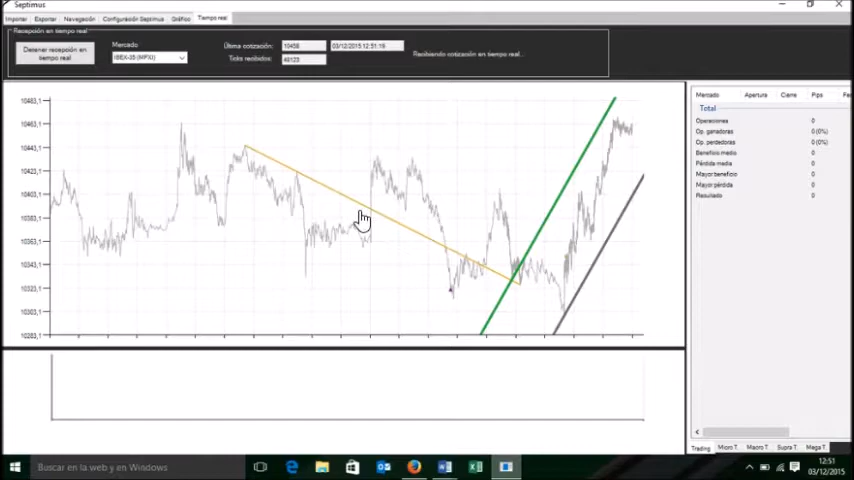 Septimus
Importar Exportar Navegación Configuración Septimus Gráfico Tiempo real
Recepción en tiempo real
Detener recepción en tiempo real
Mercado
IBEX-35 (MPXI)
Última cotización: 10458 03/12/2015 12:51:19
Ticks recibidos: 49123
Recibiendo cotización en tiempo real...
10483,1
10463,1
10443,1
10423,1
10403,1
10383,1
10363,1
10343,1
10323,1
10303,1
10283,1
Mercado Apertura Cierre Pips Fec
Total
Operaciones 0
Op. ganadoras 0 (0%)
Op. perdedoras 0 (0%)
Beneficio medio 0
Pérdida media 0
Mayor beneficio 0
Mayor pérdida 0
Resultado 0
Trading Micro T. Macro T. Supra T. Mega T
Buscar en la web y en Windows
12:51
03/12/2015